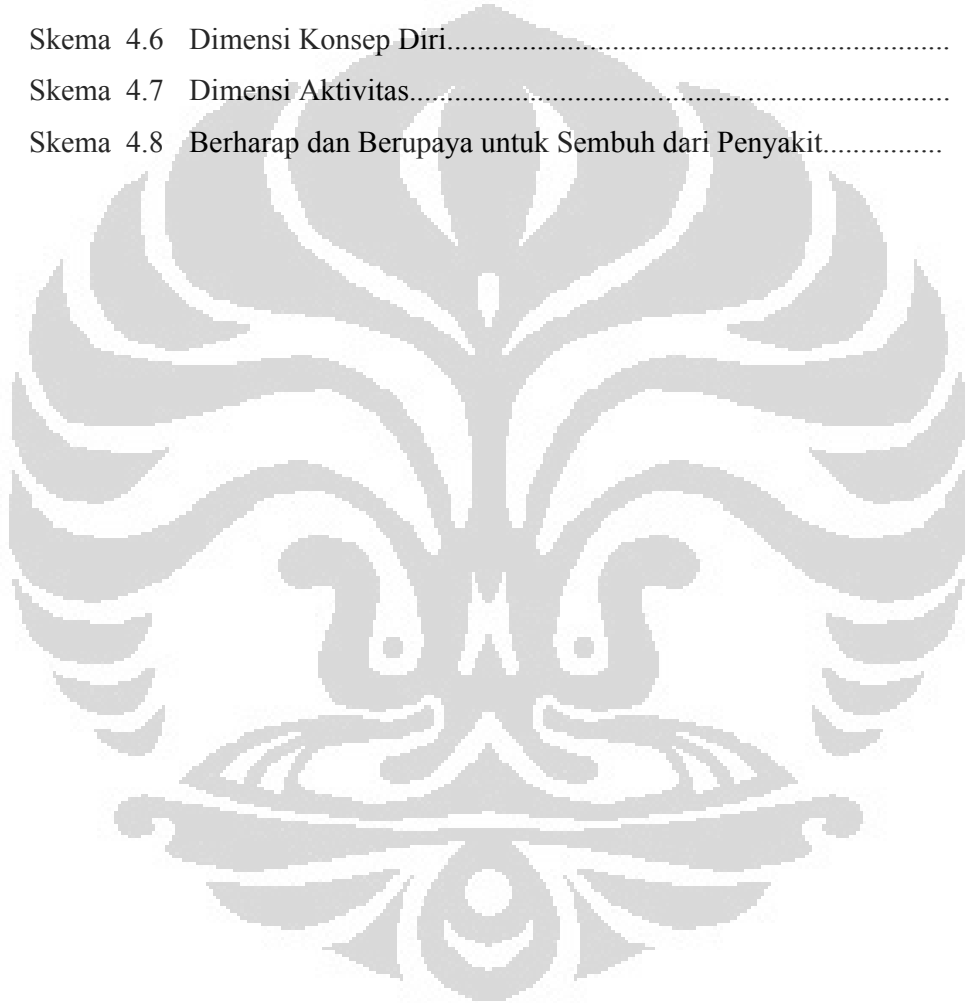 Skema 4.6 Dimensi Konsep Diri.......................................................................
Skema 4.7 Dimensi Aktivitas............................................................................
Skema 4.8 Berharap dan Berupaya untuk Sembuh dari Penyakit................